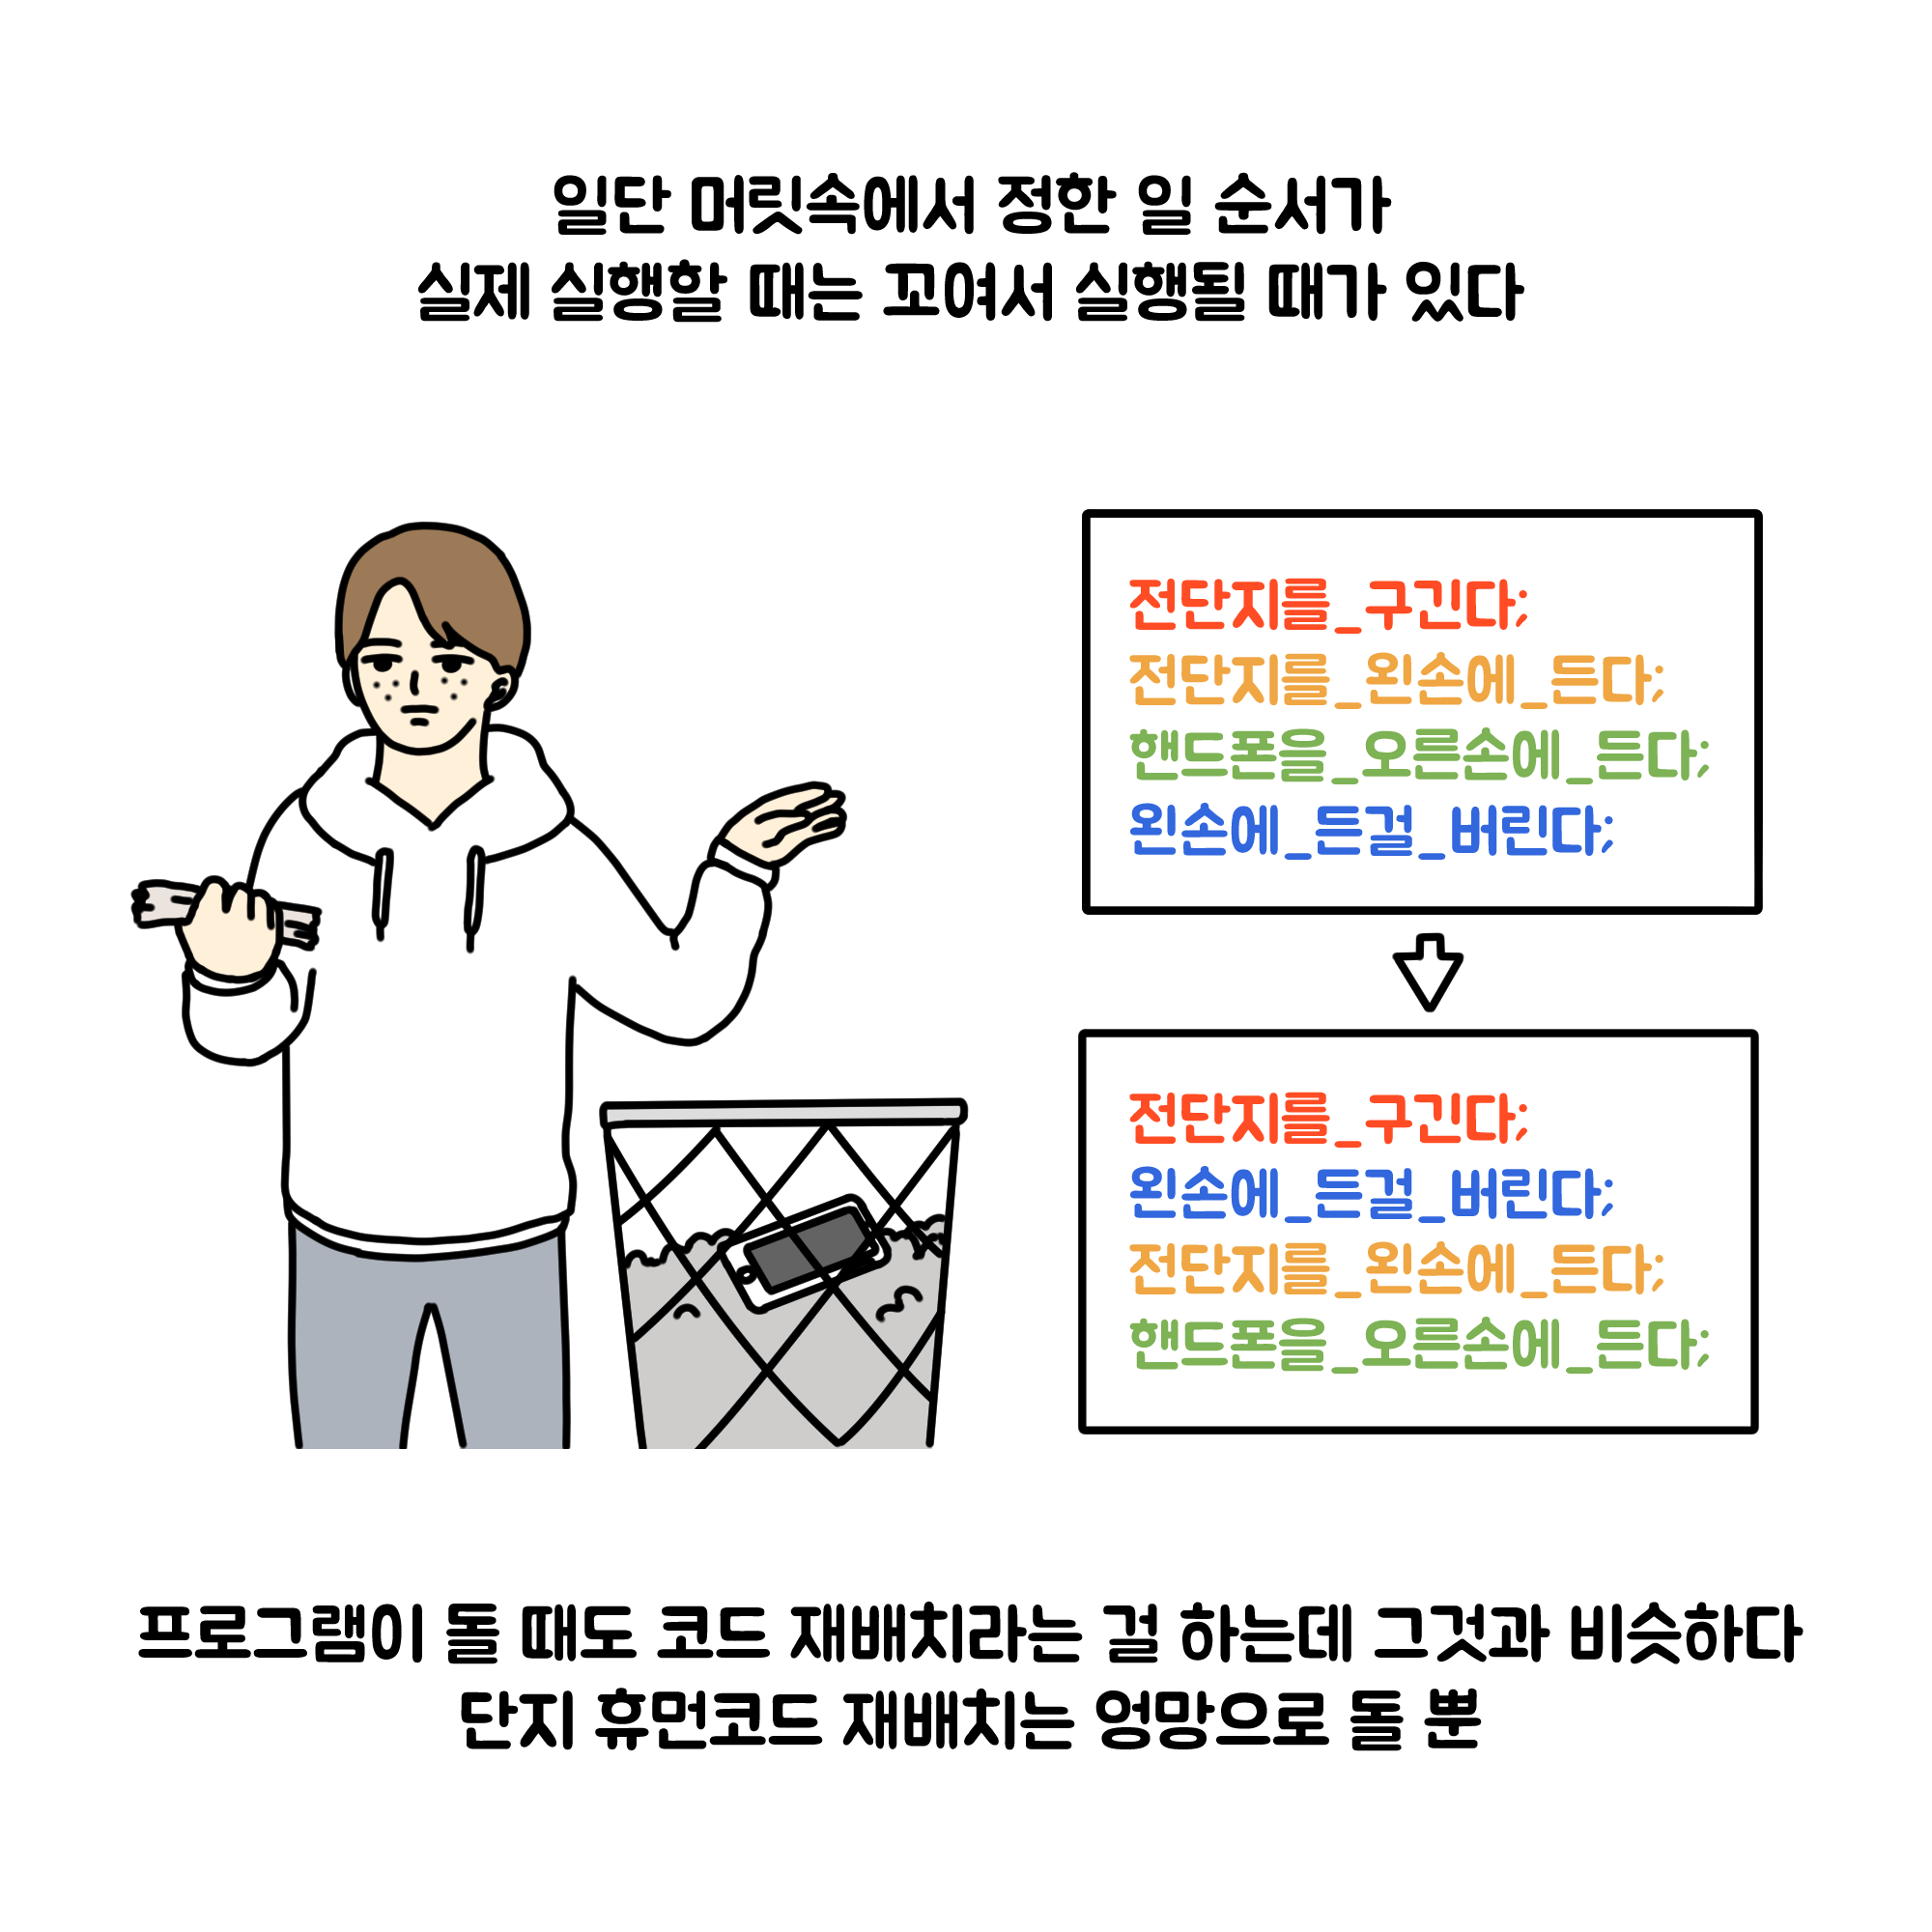 일단 머릿속에서 정한 일 순서가
실제 실행할 때는 꼬여서 실행될 때가 있다
전단지를_구긴다;
전단지를_왼손에_든다;
핸드폰을_오른손에_든다;
왼손에_든걸_버린다;
전단지를_구긴다;
왼손에_든걸_버린다;
전단지를_왼손에_든다;
핸드폰을_오른손에_든다;
프로그램이 돌 때도 코드 재배치라는 걸 하는데 그것과 비슷하다
단지 휴먼코드 재배치는 엉망으로 돌 뿐